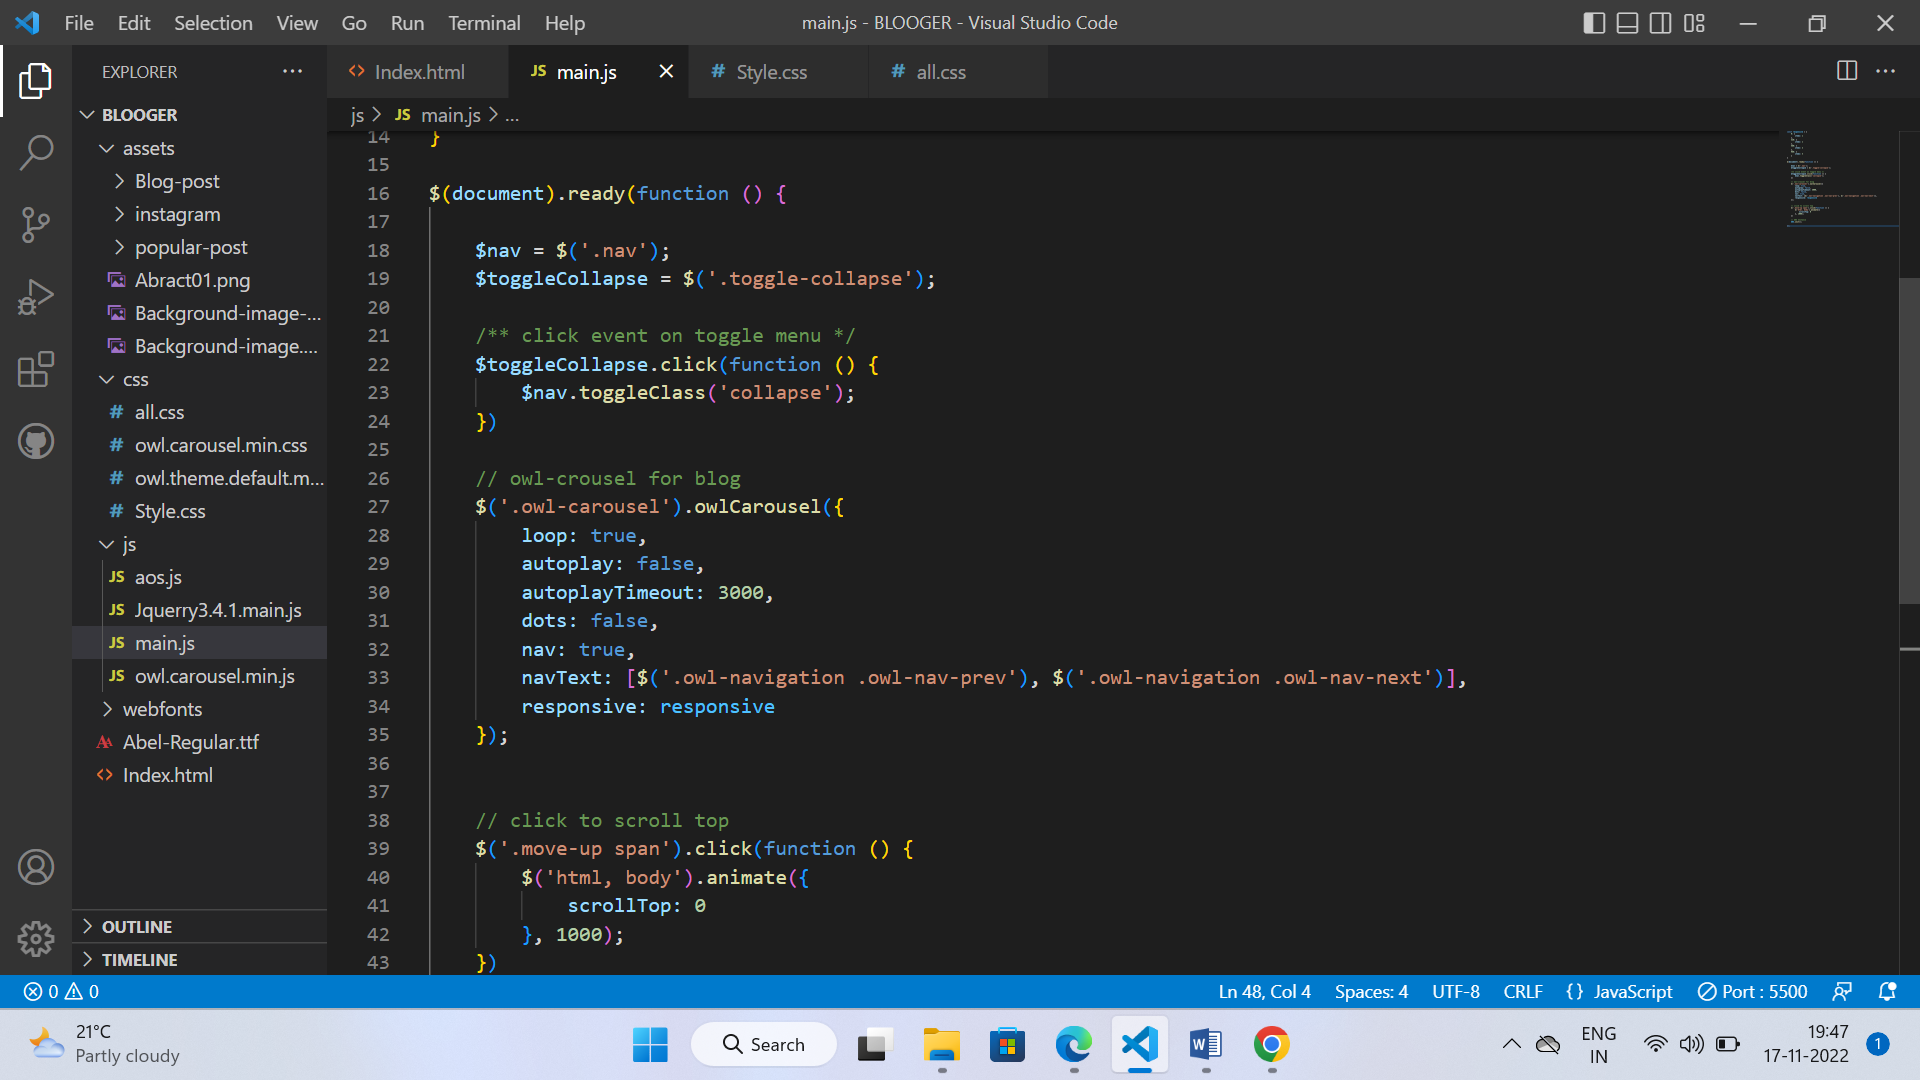 File Edit Selection View Go Run Terminal Help
main.js - BLOOGER - Visual Studio Code
EXPLORER
BLOOGER
assets
Blog-post
instagram
popular-post
Abract01.png
Background-image-...
Background-image....
css
all.css
owl.carousel.min.css
owl.theme.default.m...
Style.css
js
JS aos.js
JS Jquerry3.4.1.main.js
JS main.js
JS owl.carousel.min.js
webfonts
Abel-Regular.ttf
Index.html
OUTLINE
TIMELINE
Index.html
JS main.js
# Style.css
# all.css
js > JS main.js > ...
14 }
15
16 $(document).ready(function () {
17
18 $nav = $('.nav');
19 $toggleCollapse = $('.toggle-collapse');
20
21 /** click event on toggle menu */
22 $toggleCollapse.click(function () {
23 $nav.toggleClass('collapse');
24 })
25
26 // owl-crousel for blog
27 $('.owl-carousel').owlCarousel({
28 loop: true,
29 autoplay: false,
30 autoplayTimeout: 3000,
31 dots: false,
32 nav: true,
33 navText: [$('.owl-navigation .owl-nav-prev'), $('.owl-navigation .owl-nav-next')],
34 responsive: responsive
35 });
36
37
38 // click to scroll top
39 $('.move-up span').click(function () {
40 $('html, body').animate({
41 scrollTop: 0
42 }, 1000);
43 })
0 0
Ln 48, Col 4 Spaces: 4 UTF-8 CRLF {} JavaScript Port : 5500
21°C
Partly cloudy
Search
ENG
IN
19:47
17-11-2022
1